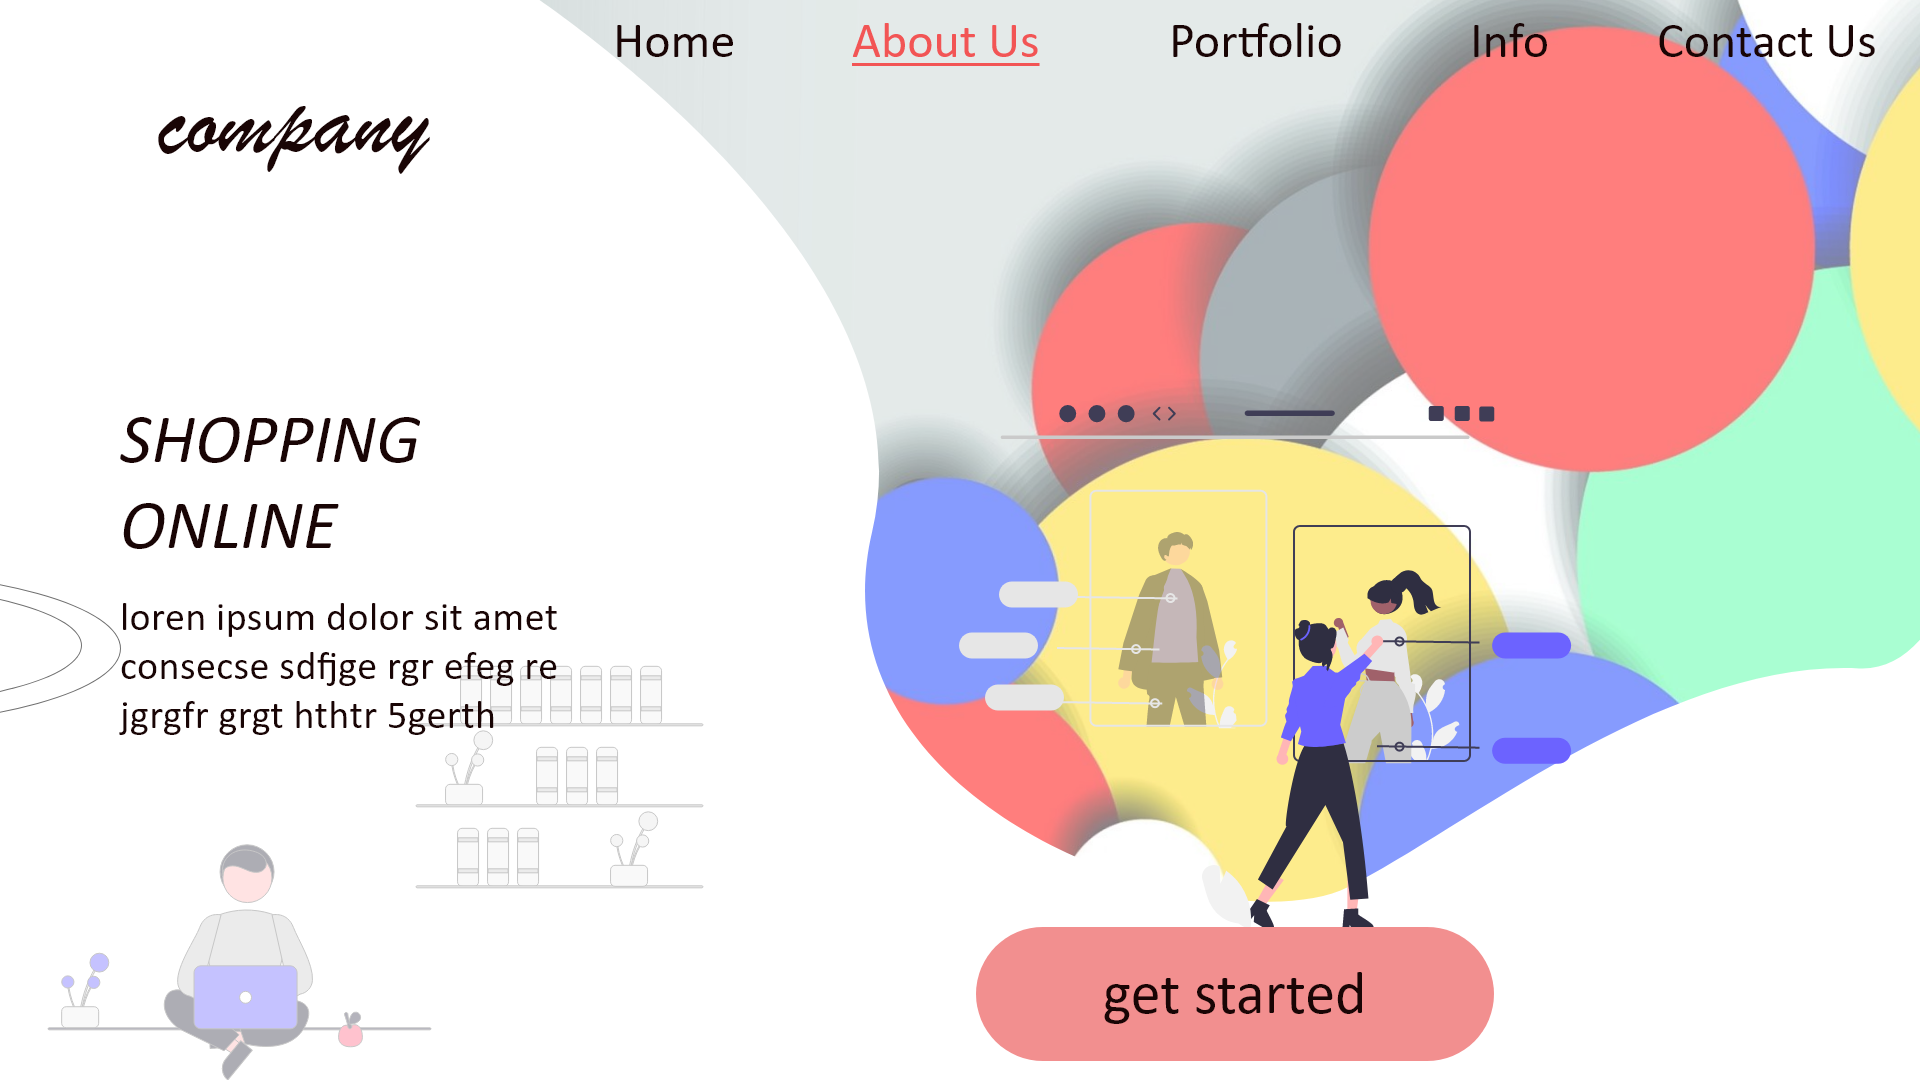 Home About Us Portfolio Info Contact Us
company
SHOPPING
ONLINE
loren ipsum dolor sit amet
consecse sdfjge rgr efeg re
jgrgfr grgt hthtr 5gerth
get started